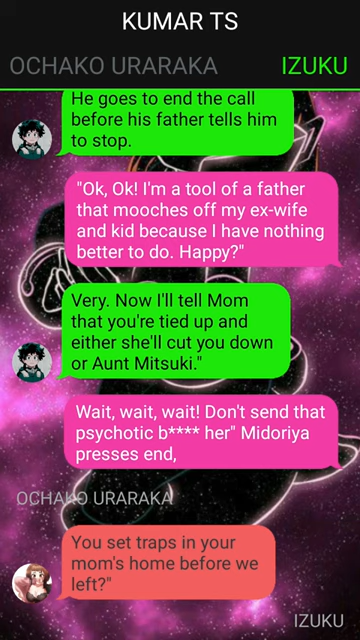 KUMAR TS
OCHAKO URARAKA IZUKU
He goes to end the call
before his father tells him
to stop.
"Ok, Ok! I'm a tool of a father
that mooches off my ex-wife
and kid because I have nothing
better to do. Happy?"
Very. Now I'll tell Mom
that you're tied up and
either she'll cut you down
or Aunt Mitsuki."
Wait, wait, wait! Don't send that
psychotic b**** her" Midoriya
presses end,
OCHAKO URARAKA
You set traps in your
mom's home before we
left?"
IZUKU